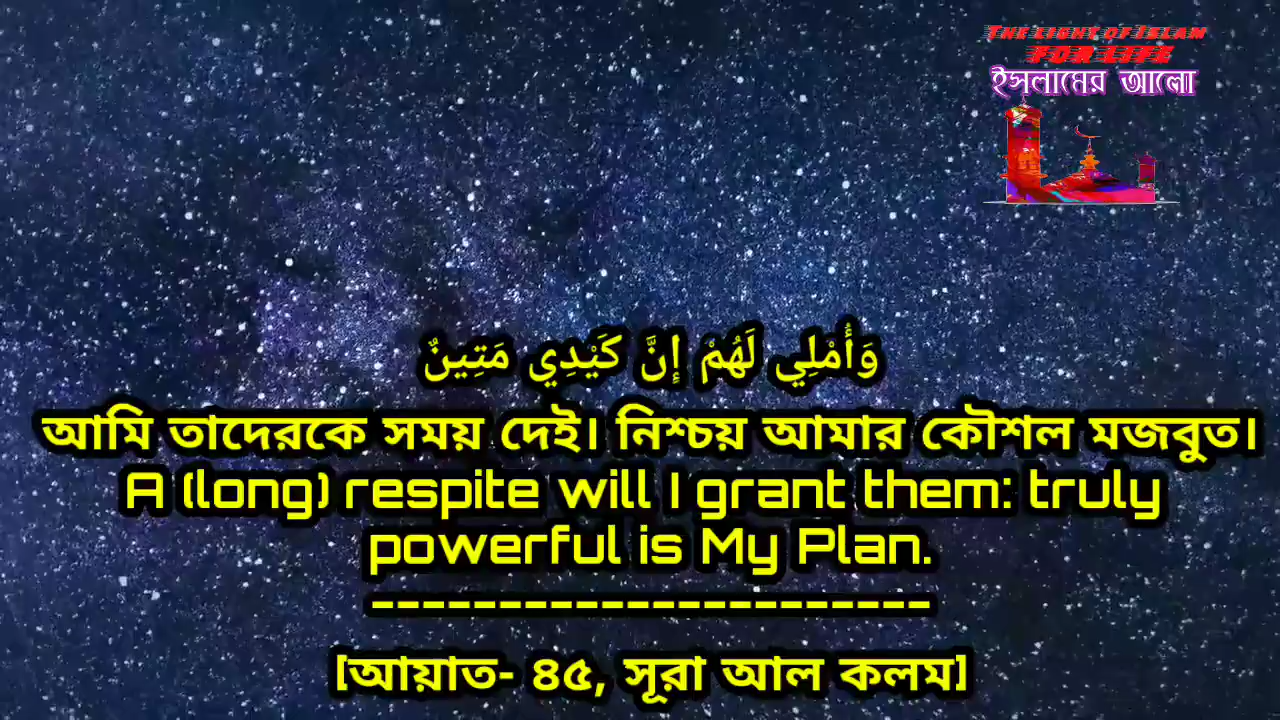 The Light of Islam
FOR LIFE
ইসলামের আলো
وَأُمْلِي لَهُمْ إِنَّ كَيْدِي مَتِينٌ
আমি তাদেরকে সময় দেই। নিশ্চয় আমার কৌশল মজবুত।
A (long) respite will I grant them: truly
powerful is My Plan.
----------------------
[আয়াত- ৪৫, সূরা আল কলম]